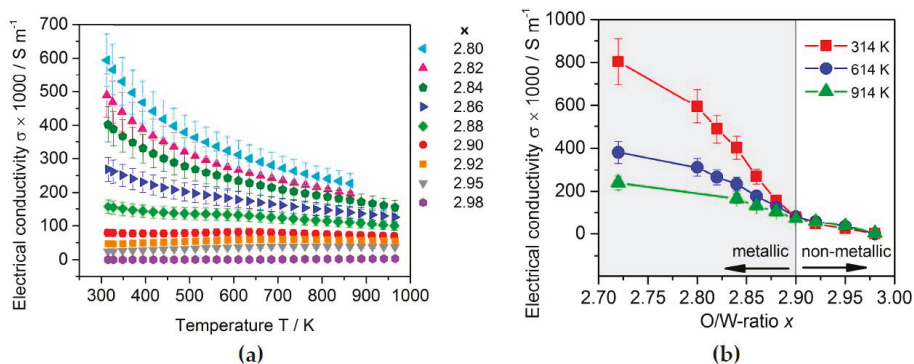 700
600
500
400
300
200
100
0
Electrical conductivity σ × 1000 / S m⁻¹
300 400 500 600 700 800 900 1000
Temperature T / K
x
2.80
2.82
2.84
2.86
2.88
2.90
2.92
2.95
2.98
(a)
1000
800
600
400
200
0
Electrical conductivity σ × 1000 / S m⁻¹
314 K
614 K
914 K
metallic
non-metallic
2.70 2.75 2.80 2.85 2.90 2.95 3.00
O/W-ratio x
(b)